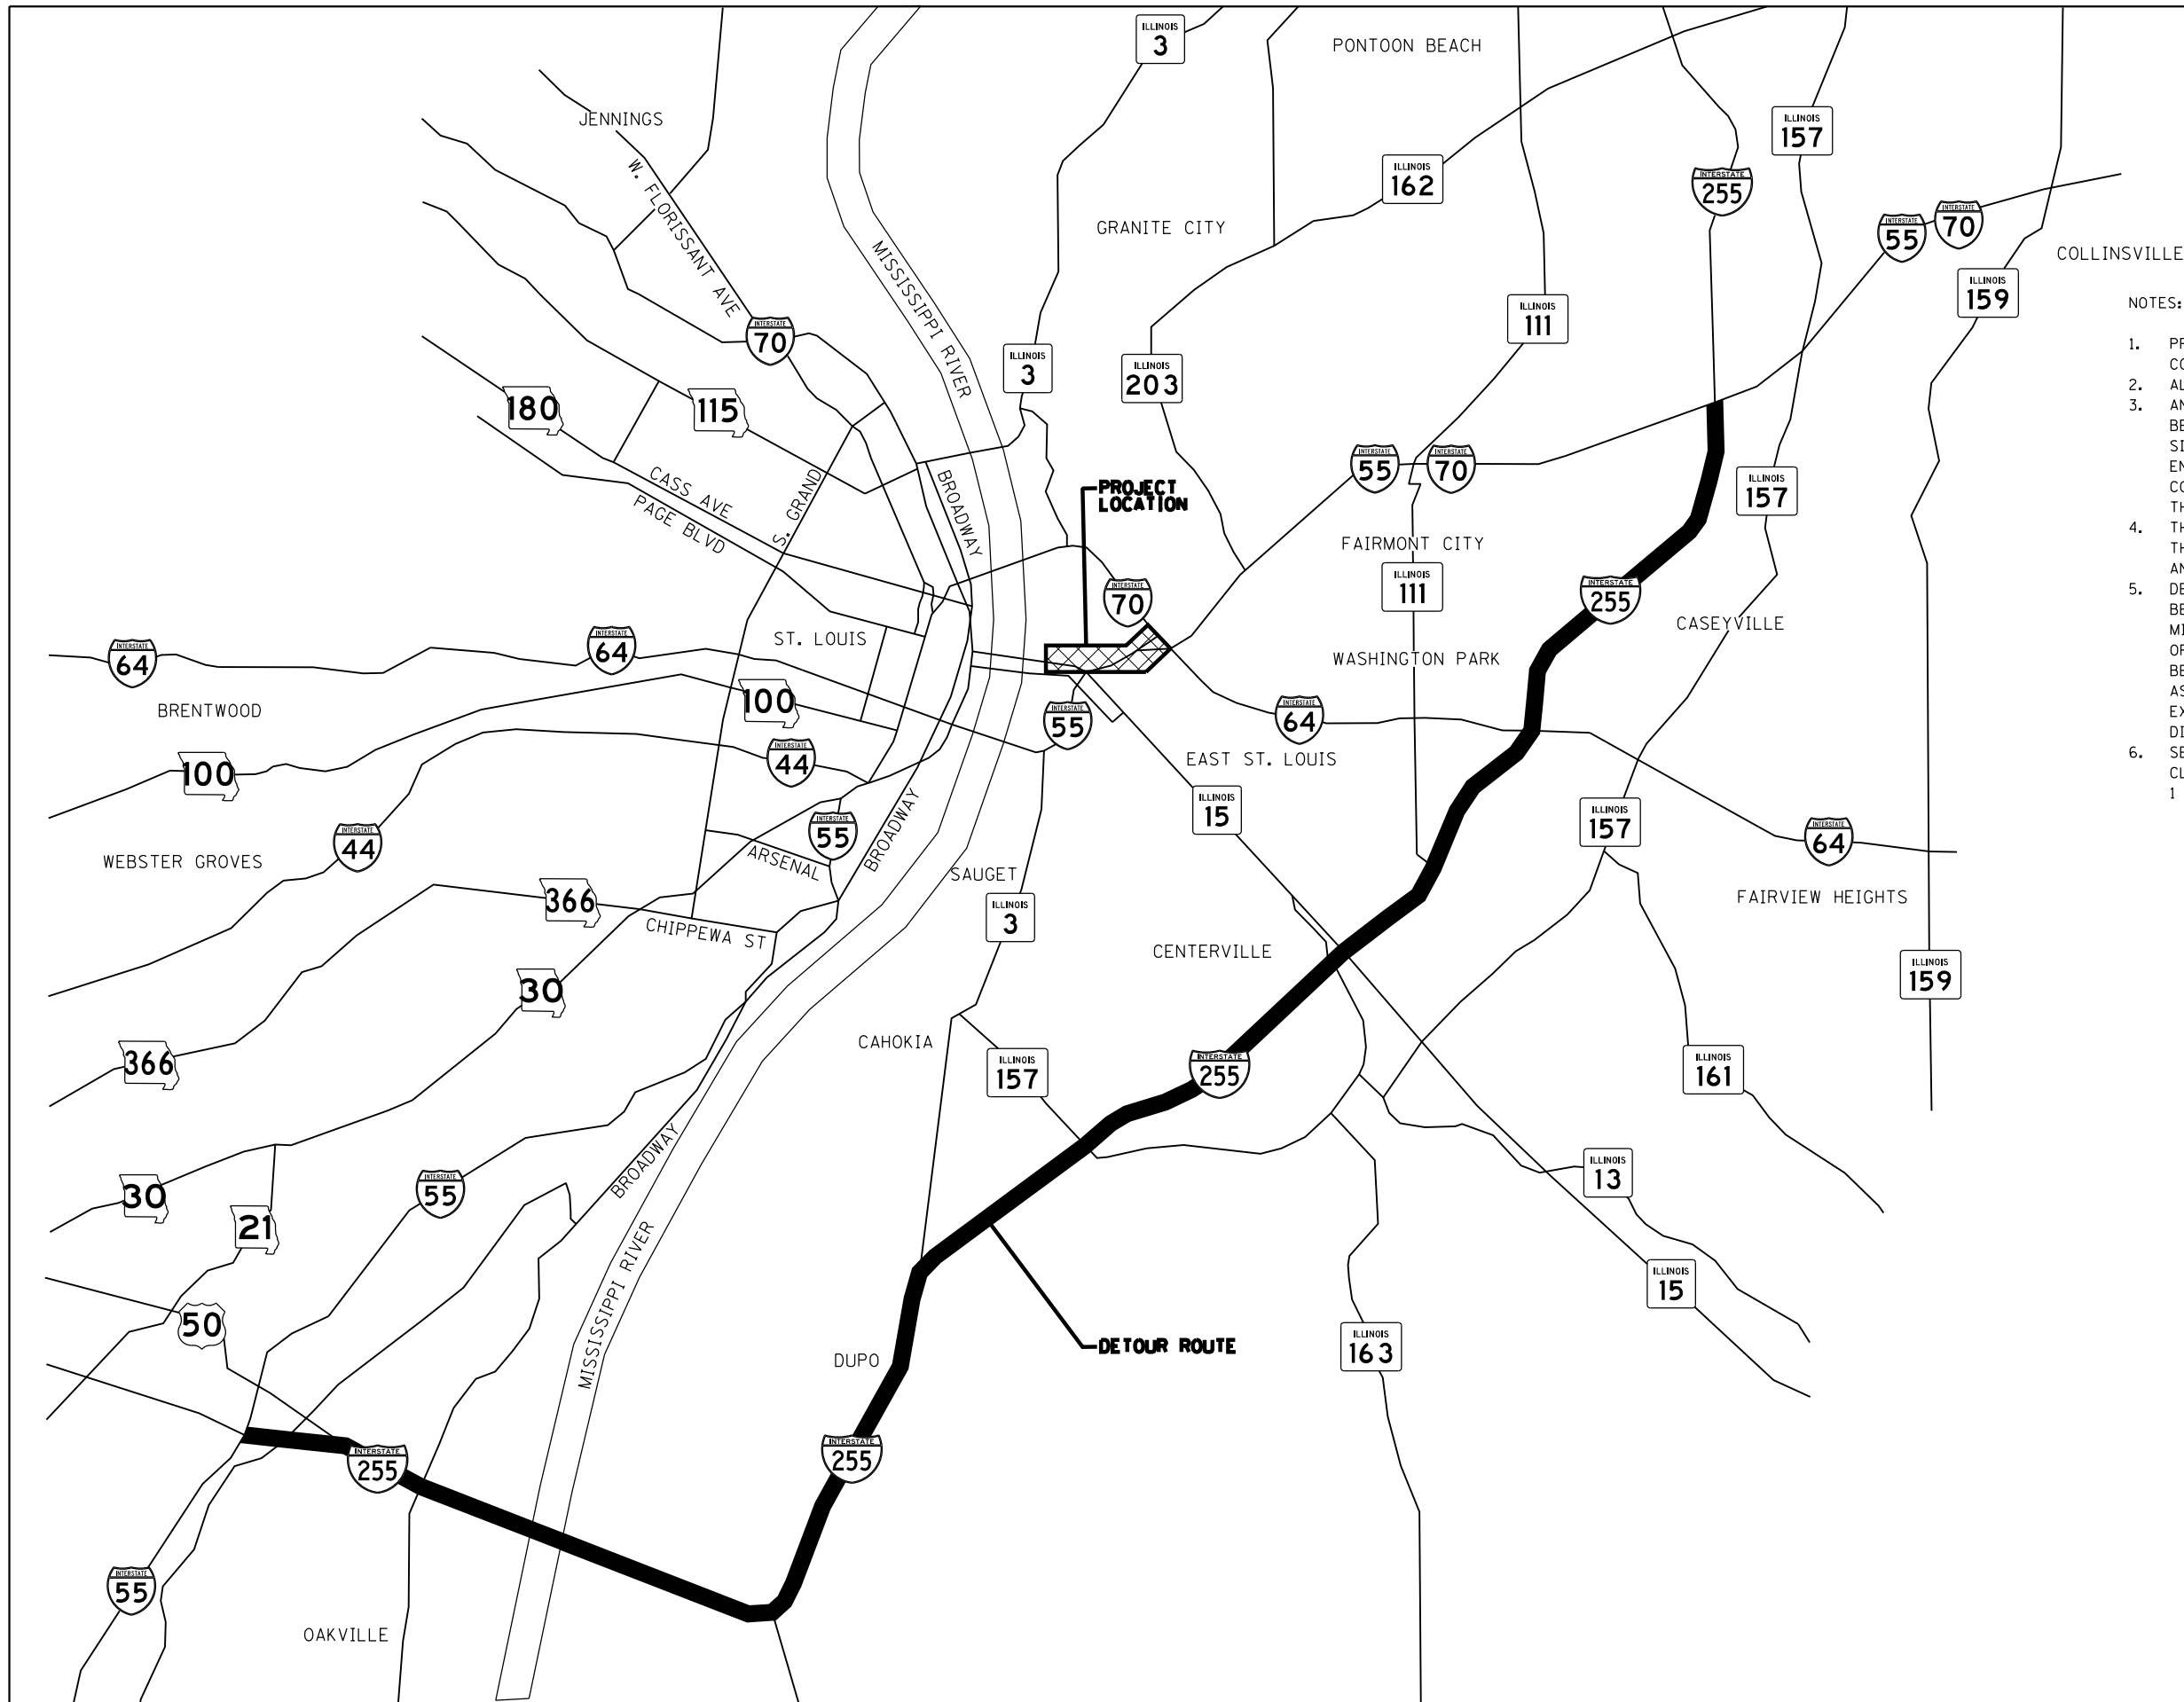 ILLINOIS
3
PONTOON BEACH
JENNINGS
ILLINOIS
157
W. FLORISSANT AVE
ILLINOIS
162
INTERSTATE
255
GRANITE CITY
MISSISSIPPI RIVER
INTERSTATE
55
INTERSTATE
70
COLLINSVILLE
ILLINOIS
159
NOTES:
ILLINOIS
111
INTERSTATE
70
ILLINOIS
3
ILLINOIS
203
1.
2.
3.
180
115
INTERSTATE
55
INTERSTATE
70
CASS AVE
PAGE BLVD
S. GRAND
BROADWAY
PROJECT
LOCATION
ILLINOIS
157
4.
FAIRMONT CITY
ILLINOIS
111
INTERSTATE
70
INTERSTATE
255
5.
CASEYVILLE
INTERSTATE
64
INTERSTATE
64
ST. LOUIS
WASHINGTON PARK
BRENTWOOD
100
INTERSTATE
55
INTERSTATE
64
100
INTERSTATE
44
EAST ST. LOUIS
6.
1
ILLINOIS
15
INTERSTATE
55
BROADWAY
ILLINOIS
157
INTERSTATE
64
INTERSTATE
44
WEBSTER GROVES
ARSENAL
SAUGET
366
ILLINOIS
3
FAIRVIEW HEIGHTS
CHIPPEWA ST
CENTERVILLE
ILLINOIS
159
30
CAHOKIA
366
ILLINOIS
157
INTERSTATE
255
ILLINOIS
161
BROADWAY
30
INTERSTATE
55
ILLINOIS
13
21
MISSISSIPPI RIVER
ILLINOIS
15
50
DETOUR ROUTE
ILLINOIS
163
DUPO
INTERSTATE
255
INTERSTATE
255
INTERSTATE
55
OAKVILLE